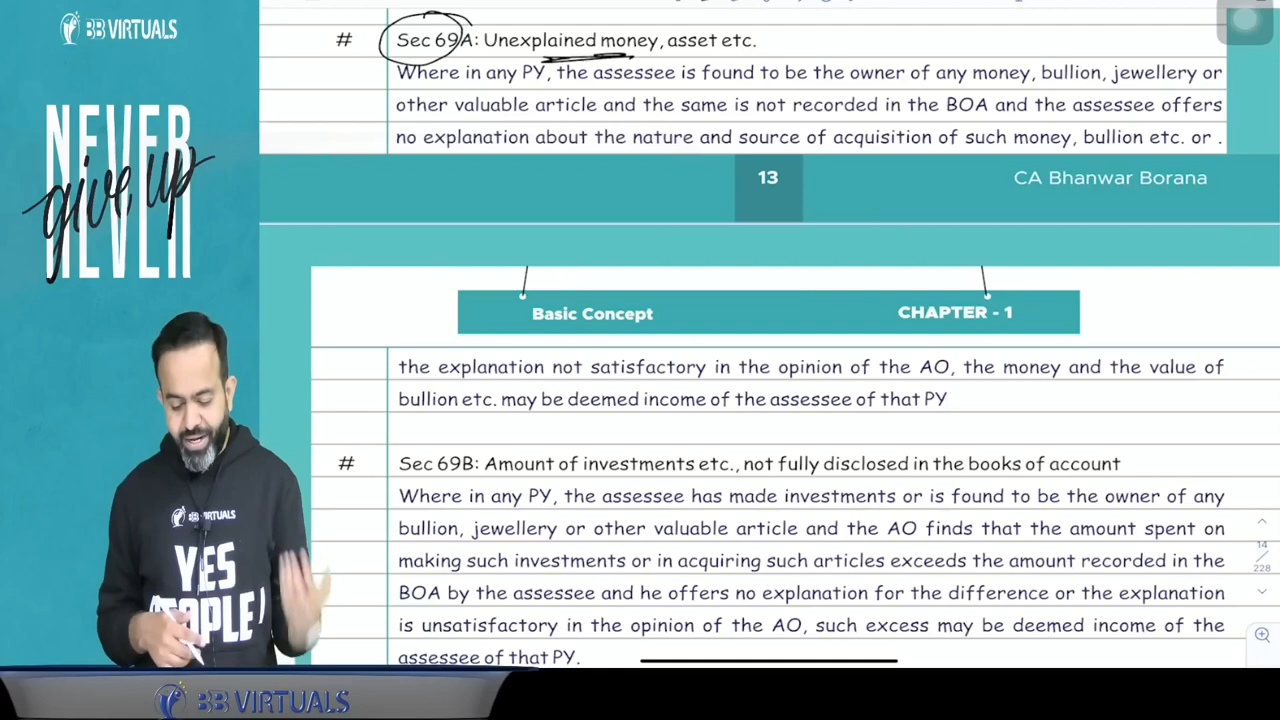 BB VIRTUALS
NEVER
give up
NEVER
# Sec 69A: Unexplained money, asset etc.
Where in any PY, the assessee is found to be the owner of any money, bullion, jewellery or
other valuable article and the same is not recorded in the BOA and the assessee offers
no explanation about the nature and source of acquisition of such money, bullion etc. or .
13
CA Bhanwar Borana
Basic Concept
CHAPTER - 1
the explanation not satisfactory in the opinion of the AO, the money and the value of
bullion etc. may be deemed income of the assessee of that PY
# Sec 69B: Amount of investments etc., not fully disclosed in the books of account
Where in any PY, the assessee has made investments or is found to be the owner of any
bullion, jewellery or other valuable article and the AO finds that the amount spent on
making such investments or in acquiring such articles exceeds the amount recorded in the
BOA by the assessee and he offers no explanation for the difference or the explanation
is unsatisfactory in the opinion of the AO, such excess may be deemed income of the
assessee of that PY.
14
228
BB VIRTUALS
YES
BB VIRTUALS